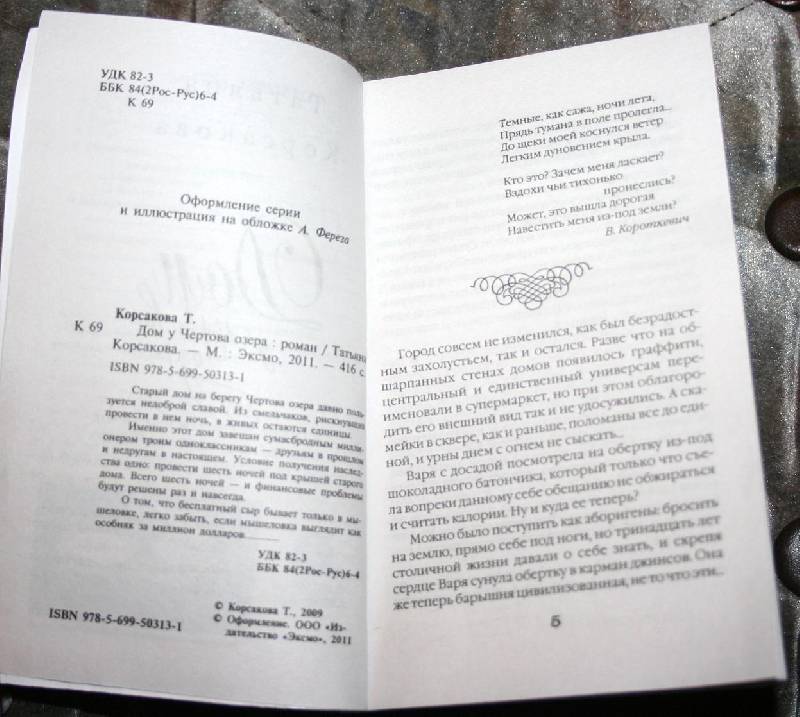 УДК 82-3
ББК 84(2Рос-Рус)6-4
К 69
Оформление серии
и иллюстрация на обложке А. Ферега
Корсакова Т.
К 69
Дом у Чертова озера : роман / Татьяна
Корсакова. — М. : Эксмо, 2011. — 416 с.
ISBN 978-5-699-50313-1
Старый дом на берегу Чертова озера давно поль-
зуется недоброй славой. Из смельчаков, рискнувших
провести в нем ночь, в живых остаются единицы.
Именно этот дом завещан сумасбродным милли-
онером троим одноклассникам — друзьям в прошлом
и недругам в настоящем. Условие получения наслед-
ства одно: провести шесть ночей под крышей старого
дома. Всего шесть ночей — и финансовые проблемы
будут решены раз и навсегда.
О том, что бесплатный сыр бывает только в мы-
шеловке, легко забыть, если мышеловка выглядит как
особняк за миллион долларов...
УДК 82-3
ББК 84(2Рос-Рус)6-4
© Корсакова Т., 2009
© Оформление. ООО «Из-
дательство «Эксмо», 2011
ISBN 978-5-699-50313-1
Темные, как сажа, ночи лета,
Прядь тумана в поле пролегла...
До щеки моей коснулся ветер
Легким дуновением крыла.
Кто это? Зачем меня ласкает?
Вздохи чьи тихонько
пронеслись?
Может, это вышла дорогая
Навестить меня из-под земли?
В. Короткевич
Город совсем не изменился, как был безрадост-
ным захолустьем, так и остался. Разве что на об-
шарпанных стенах домов появилось граффити,
центральный и единственный универсам пере-
именовали в супермаркет, но при этом облагоро-
дить его внешний вид так и не удосужились. А ска-
мейки в сквере, как и раньше, поломаны все до еди-
ной, и урны днем с огнем не сыскать...
Варя с досадой посмотрела на обертку из-под
шоколадного батончика, который только что съе-
ла вопреки данному себе обещанию не обжираться
и считать калории. Ну и куда ее теперь?
Можно было поступить как аборигены: бросить
на землю, прямо себе под ноги, но тринадцать лет
столичной жизни давали о себе знать, и скрепя
сердце Варя сунула обертку в карман джинсов. Она
же теперь барышня цивилизованная, не то что эти...
5